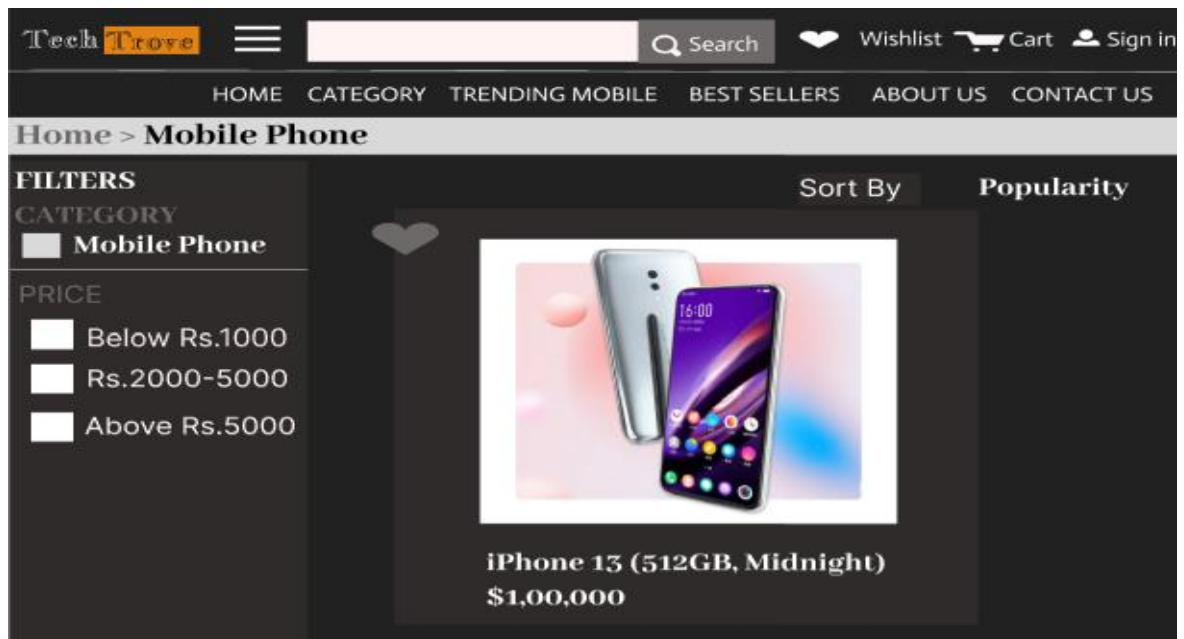 Tech Trove Search Wishlist Cart Sign in
HOME CATEGORY TRENDING MOBILE BEST SELLERS ABOUT US CONTACT US
Home > Mobile Phone
FILTERS
Sort By Popularity
CATEGORY
Mobile Phone
PRICE
Below Rs.1000
Rs.2000-5000
Above Rs.5000
16:00
iPhone 13 (512GB, Midnight)
$1,00,000